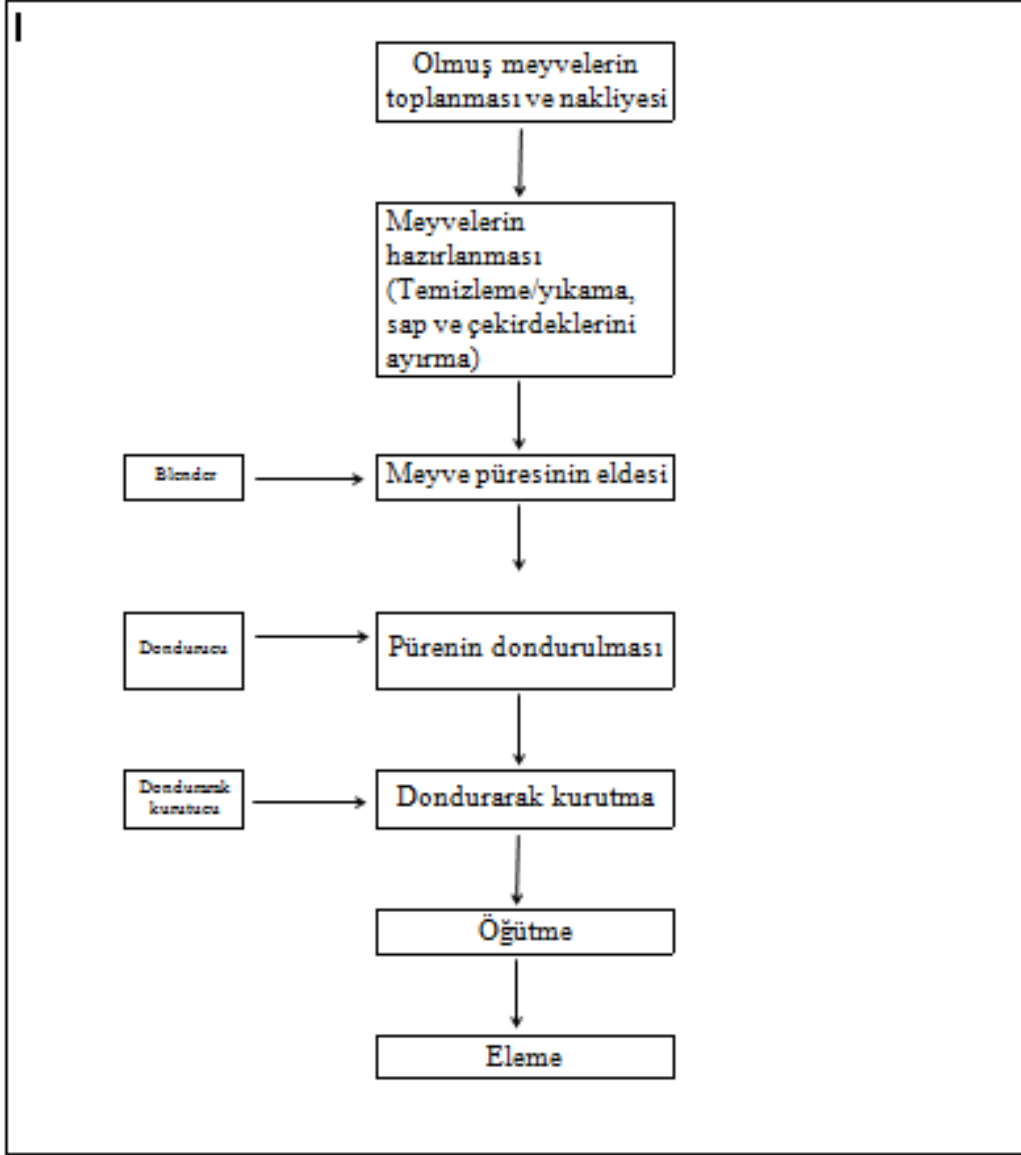 Olmuş meyvelerin
toplanması ve nakliyesi
Meyvelerin
hazırlanması
(Temizleme/yıkama,
sap ve çekirdeklerini
ayırma)
Blender
Meyve püresinin eldesi
Dondurucu
Pürenin dondurulması
Dondurarak
kurutucu
Dondurarak kurutma
Öğütme
Eleme